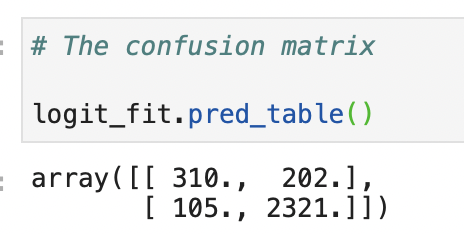 # The confusion matrix
logit_fit.pred_table()
array([[ 310.,  202.],
       [ 105., 2321.]])